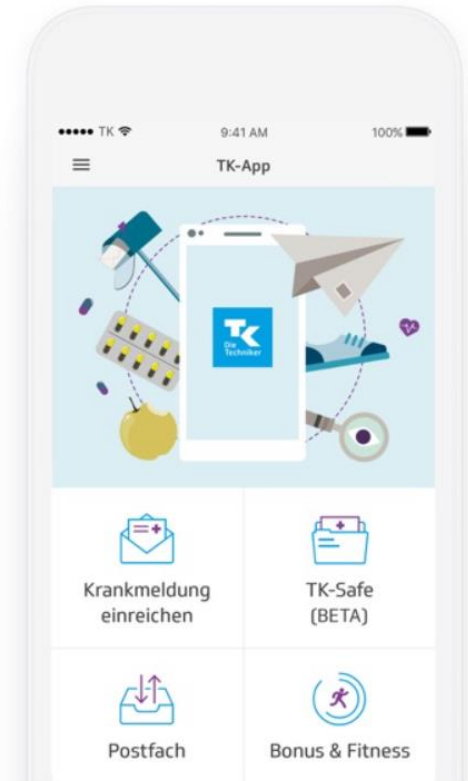 TK
9:41 AM
100%
TK-App
TK
Die
Techniker
Krankmeldung
einreichen
TK-Safe
(BETA)
Postfach
Bonus & Fitness